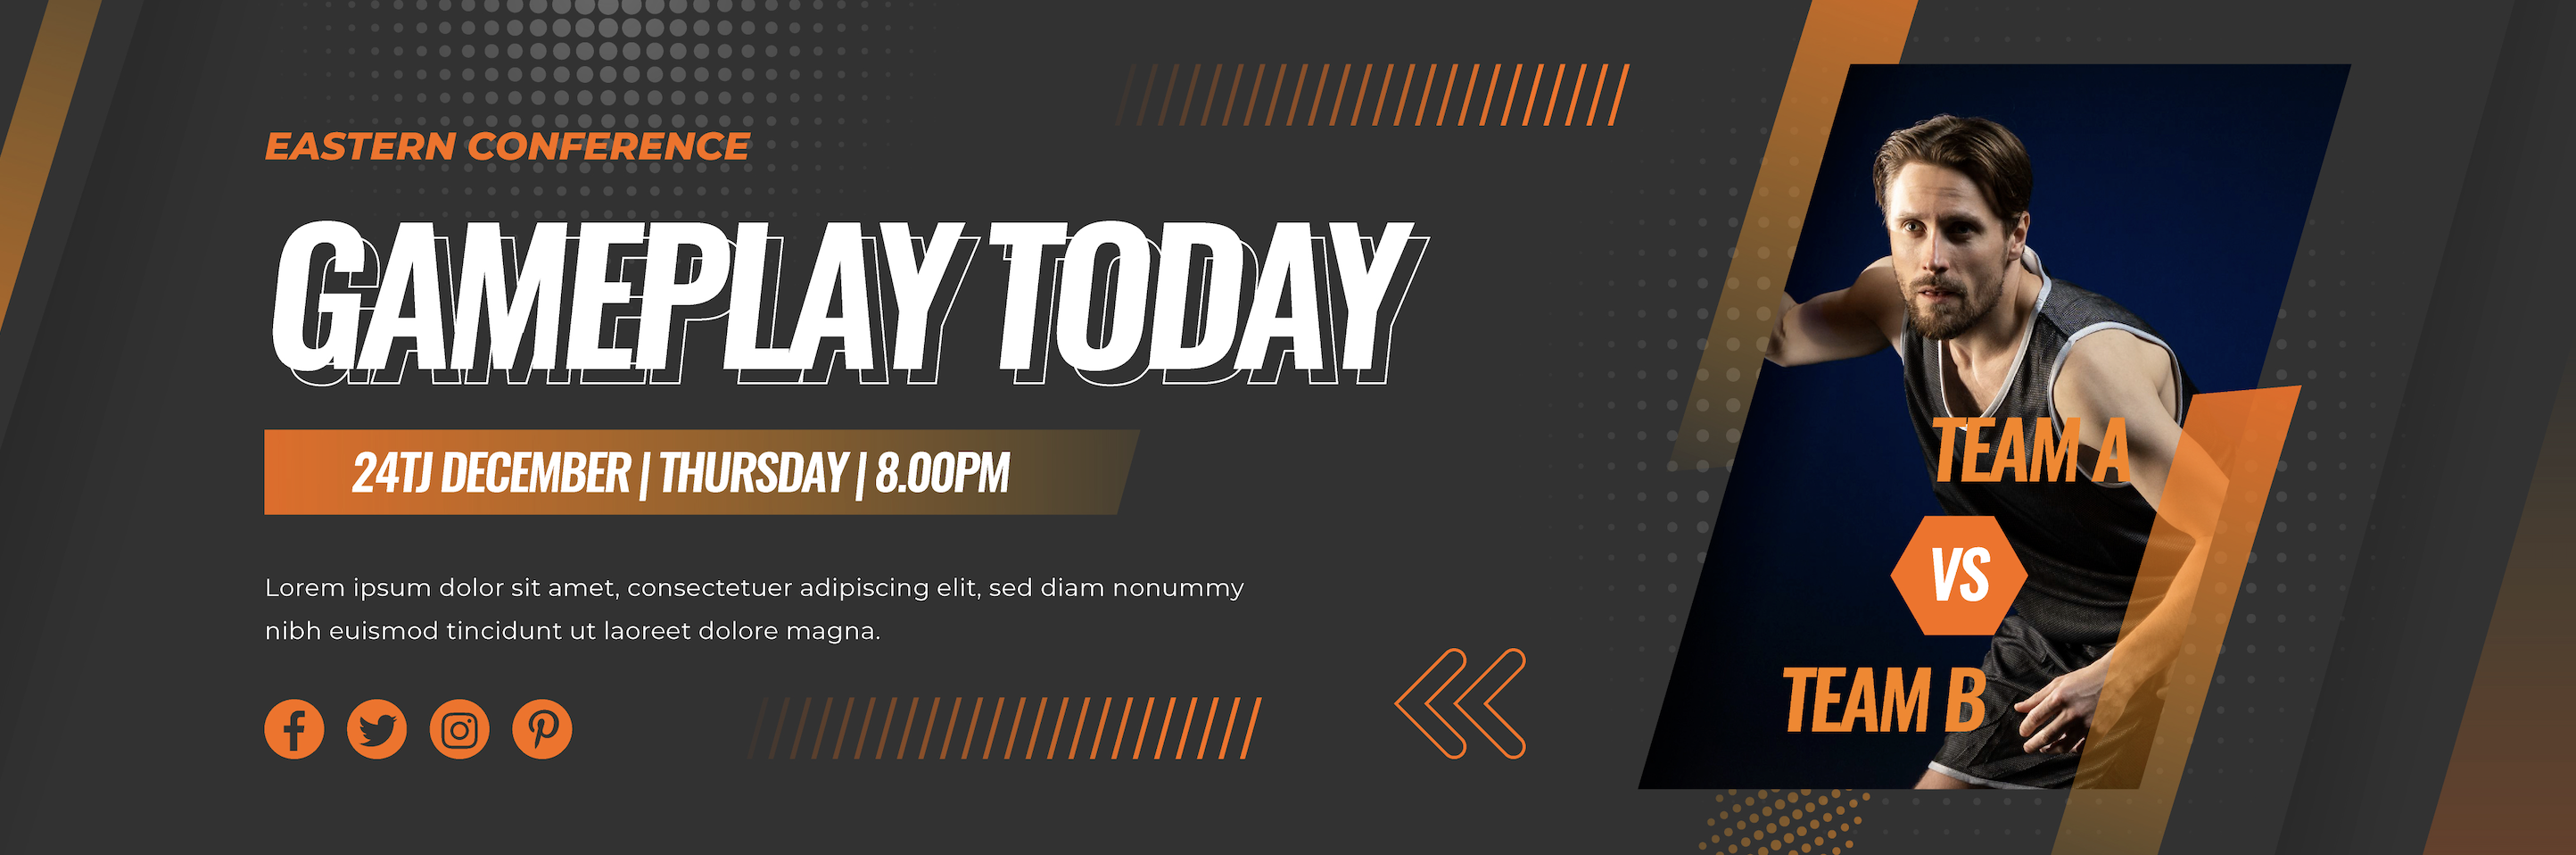 EASTERN CONFERENCE
GAMEPLAY TODAY
24TJ DECEMBER | THURSDAY | 8.00PM
Lorem ipsum dolor sit amet, consectetuer adipiscing elit, sed diam nonummy
nibh euismod tincidunt ut laoreet dolore magna.
TEAM A
VS
TEAM B